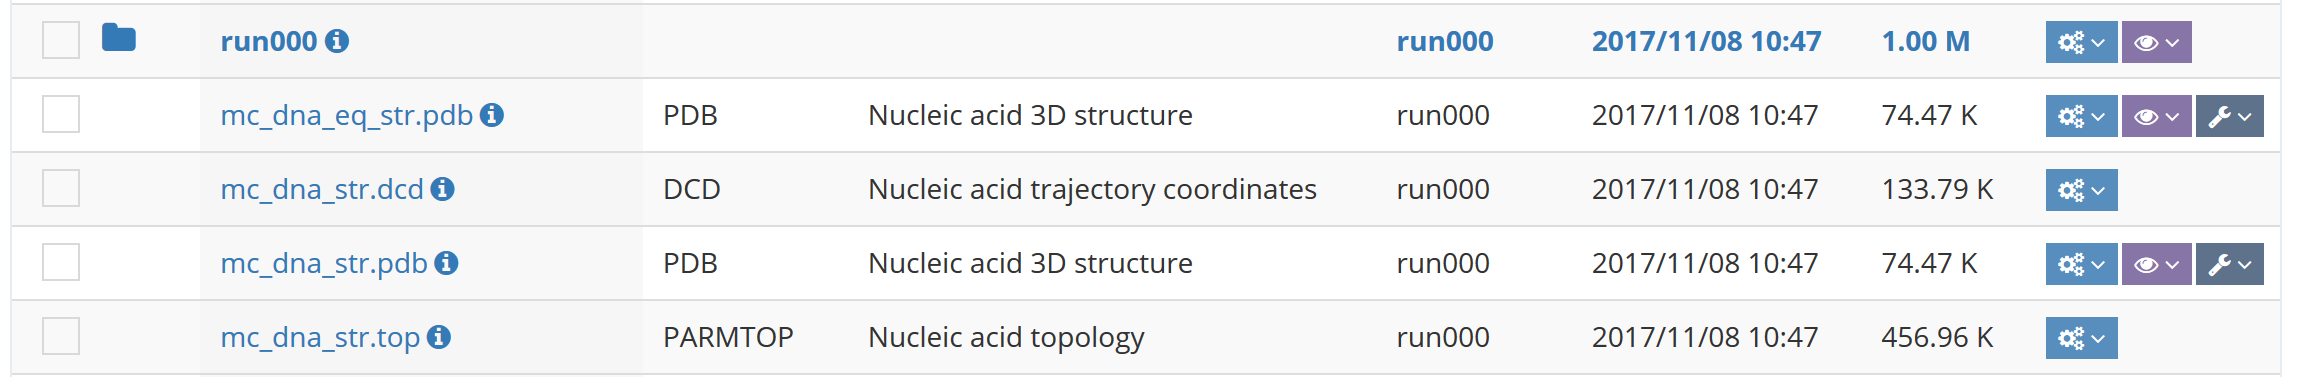 run000 run000 2017/11/08 10:47 1.00 M
mc_dna_eq_str.pdb PDB Nucleic acid 3D structure run000 2017/11/08 10:47 74.47 K
mc_dna_str.dcd DCD Nucleic acid trajectory coordinates run000 2017/11/08 10:47 133.79 K
mc_dna_str.pdb PDB Nucleic acid 3D structure run000 2017/11/08 10:47 74.47 K
mc_dna_str.top PARMTOP Nucleic acid topology run000 2017/11/08 10:47 456.96 K